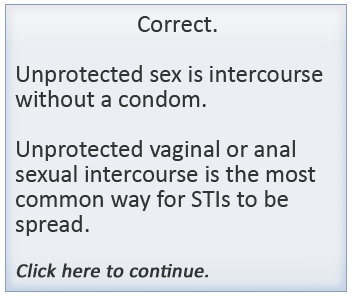 Correct.
Unprotected sex is intercourse
without a condom.
Unprotected vaginal or anal
sexual intercourse is the most
common way for STIs to be
spread.
Click here to continue.